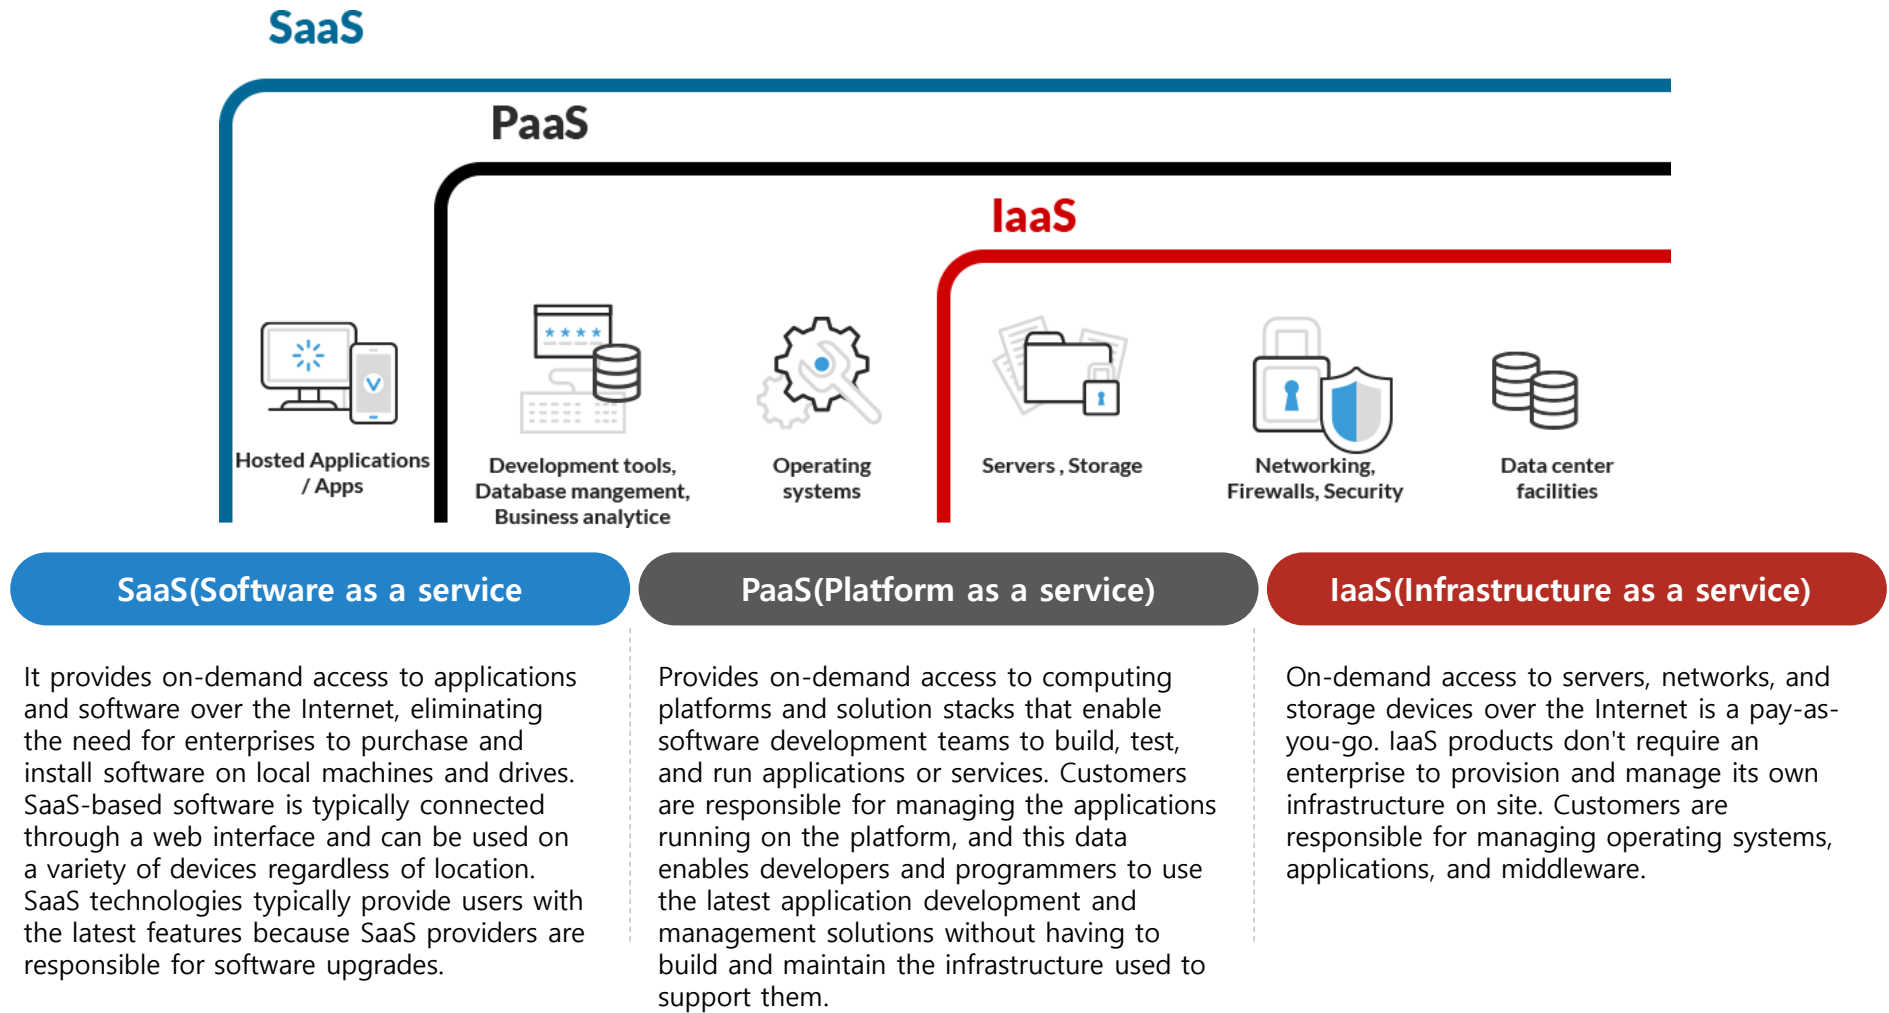 SaaS
PaaS
IaaS
Hosted Applications
/ Apps
Development tools,
Database mangement,
Business analytice
Operating
systems
Servers , Storage
Networking,
Firewalls, Security
Data center
facilities
SaaS(Software as a service
It provides on-demand access to applications
and software over the Internet, eliminating
the need for enterprises to purchase and
install software on local machines and drives.
SaaS-based software is typically connected
through a web interface and can be used on
a variety of devices regardless of location.
SaaS technologies typically provide users with
the latest features because SaaS providers are
responsible for software upgrades.
PaaS(Platform as a service)
Provides on-demand access to computing
platforms and solution stacks that enable
software development teams to build, test,
and run applications or services. Customers
are responsible for managing the applications
running on the platform, and this data
enables developers and programmers to use
the latest application development and
management solutions without having to
build and maintain the infrastructure used to
support them.
IaaS(Infrastructure as a service)
On-demand access to servers, networks, and
storage devices over the Internet is a pay-as-
you-go. IaaS products don't require an
enterprise to provision and manage its own
infrastructure on site. Customers are
responsible for managing operating systems,
applications, and middleware.